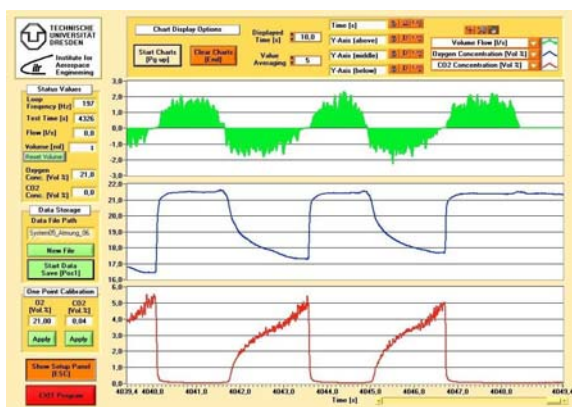 TECHNISCHE
UNIVERSITÄT
DRESDEN
ilr Institute for
Aerospace
Engineering
Status Values
Loop
Frequency [Hz] 197
Test Time [s] 4326
Flow [l/s] 0,0
Volume [ml]
Reset Volume
Oxygen
Conc. [Vol %] 21,0
CO2
Conc. [Vol %] 0,0
Data Storage
Data File Path
System05_Atmung_06.
New File
Start Data
Save (Pos1)
One Point Calibration
O2 CO2
[Vol.%] [Vol.%]
21,00 0,04
Apply Apply
Show Setup Panel
(ESC)
EXIT Program
Chart Display Options
Start Charts
(Pg up)
Clear Charts
(End)
Displayed
Time [s] 10,0
Value
Averaging 5
Time [s]
Y-Axis (above)
Y-Axis (middle)
Y-Axis (below)
Volume Flow (l/s)
Oxygen Concentration (Vol %)
CO2 Concentration (Vol %)
3,0
2,0
1,0
0,0
-1,0
-2,0
-3,0
22,0
21,0
20,0
19,0
18,0
17,0
16,0
6,0
5,0
4,0
3,0
2,0
1,0
0,0
4039,4 4040,0 4041,0 4042,0 4043,0 4044,0 4045,0 4046,0 4047,0 4048,0 4049,4
Time [s]